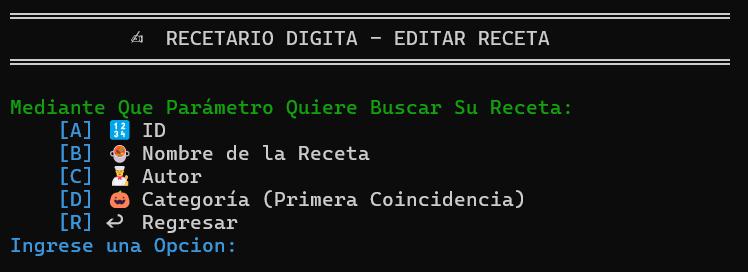 ✍ RECETARIO DIGITA - EDITAR RECETA
Mediante Que Parámetro Quiere Buscar Su Receta:
[A] 🔢 ID
[B] 🍲 Nombre de la Receta
[C] 👨‍🍳 Autor
[D] 🎃 Categoría (Primera Coincidencia)
[R] ↩ Regresar
Ingrese una Opcion: